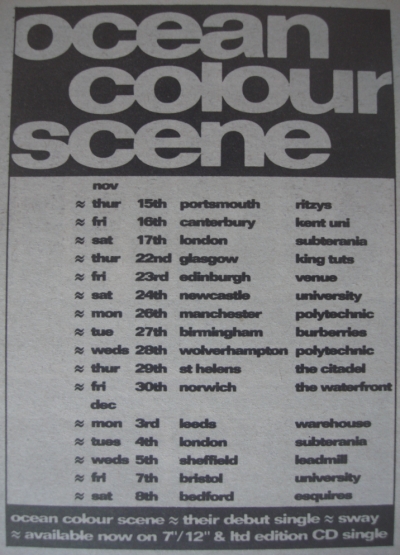 ocean
colour
scene
nov
≈ thur 15th portsmouth ritzys
≈ fri 16th canterbury kent uni
≈ sat 17th london subterania
≈ thur 22nd glasgow king tuts
≈ fri 23rd edinburgh venue
≈ sat 24th newcastle university
≈ mon 26th manchester polytechnic
≈ tue 27th birmingham burberries
≈ weds 28th wolverhampton polytechnic
≈ thur 29th st helens the citadel
≈ fri 30th norwich the waterfront
dec
≈ mon 3rd leeds warehouse
≈ tues 4th london subterania
≈ weds 5th sheffield leadmill
≈ fri 7th bristol university
≈ sat 8th bedford esquires
ocean colour scene ≈ their debut single ≈ sway
≈ available now on 7"/12" & ltd edition CD single